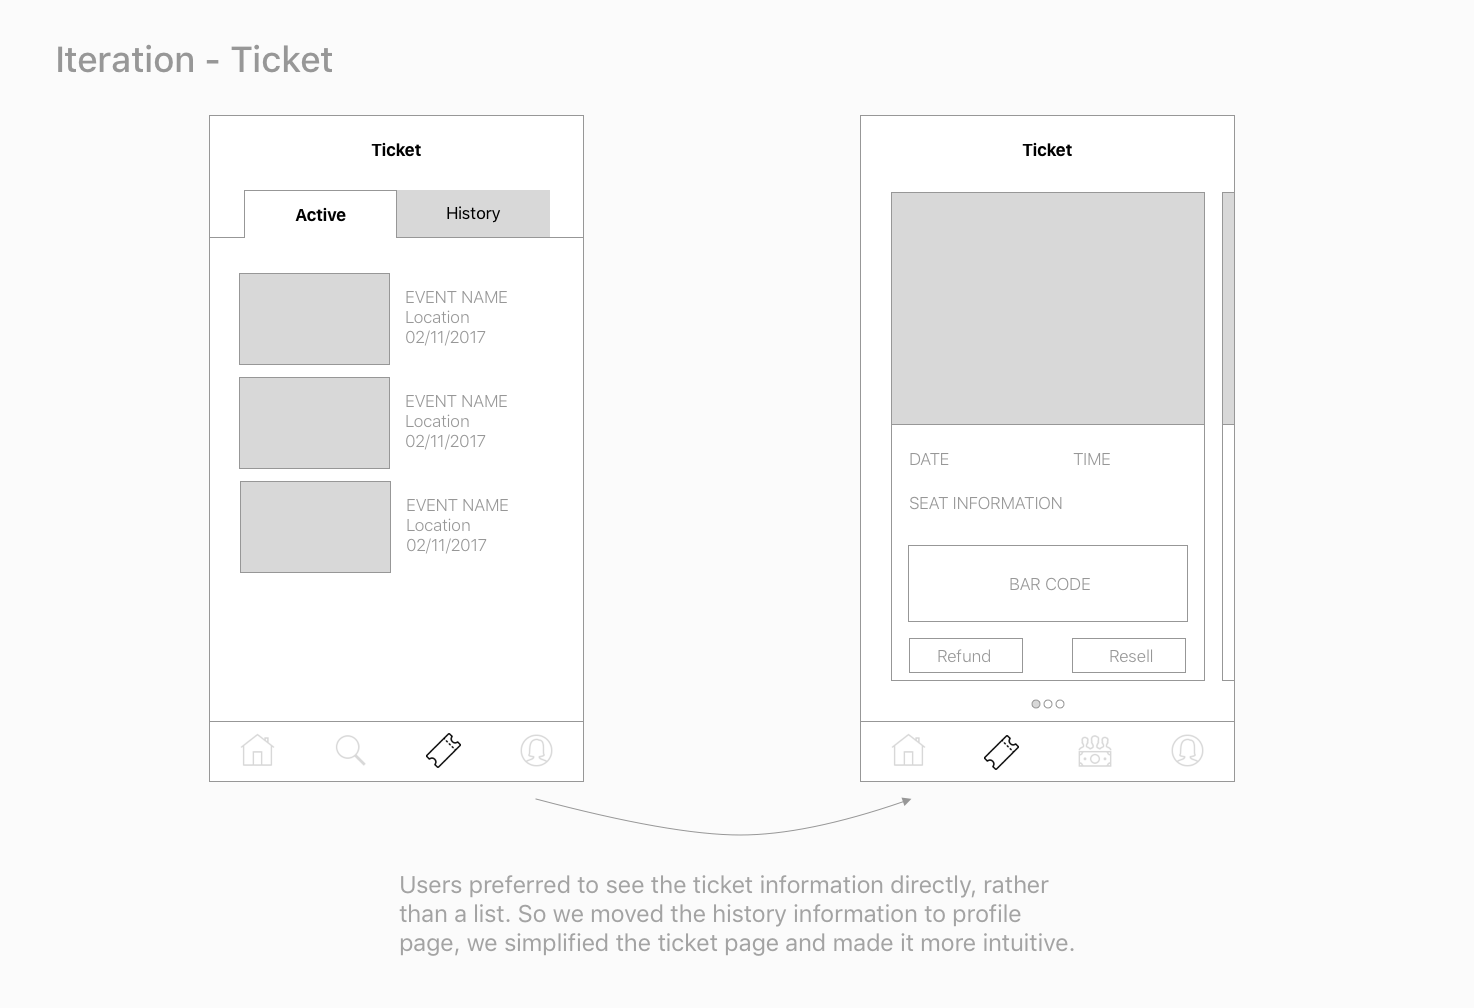 Iteration - Ticket
Ticket
Active
History
EVENT NAME
Location
02/11/2017
EVENT NAME
Location
02/11/2017
EVENT NAME
Location
02/11/2017
Ticket
DATE
TIME
SEAT INFORMATION
BAR CODE
Refund
Resell
Users preferred to see the ticket information directly, rather
than a list. So we moved the history information to profile
page, we simplified the ticket page and made it more intuitive.